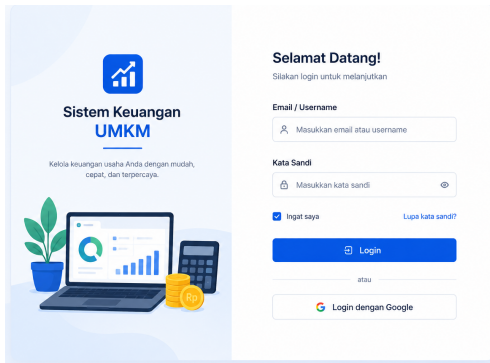 Sistem Keuangan
UMKM
Kelola keuangan usaha Anda dengan mudah,
cepat, dan terpercaya.
Rp
Selamat Datang!
Silakan login untuk melanjutkan
Email / Username
Masukkan email atau username
Kata Sandi
Masukkan kata sandi
Ingat saya
Lupa kata sandi?
Login
atau
Login dengan Google